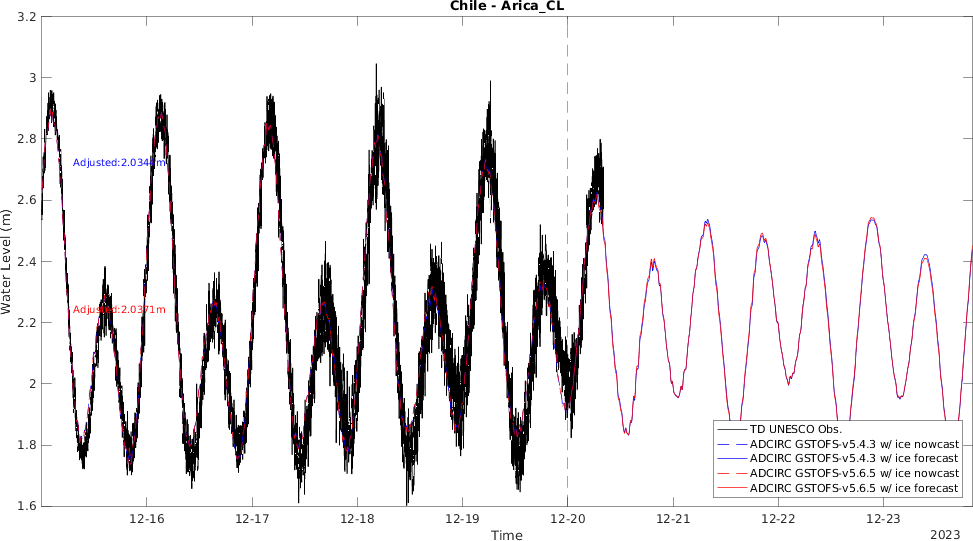 Chile - Arica_CL
3.2
3
2.8
2.6
2.4
2.2
2
1.8
1.6
Water Level (m)
Adjusted:2.0344m
Adjusted:2.0371m
12-16
12-17
12-18
12-19
12-20
12-21
12-22
12-23
Time
2023
TD UNESCO Obs.
ADCIRC GSTOFS-v5.4.3 w/ ice nowcast
ADCIRC GSTOFS-v5.4.3 w/ ice forecast
ADCIRC GSTOFS-v5.6.5 w/ ice nowcast
ADCIRC GSTOFS-v5.6.5 w/ ice forecast